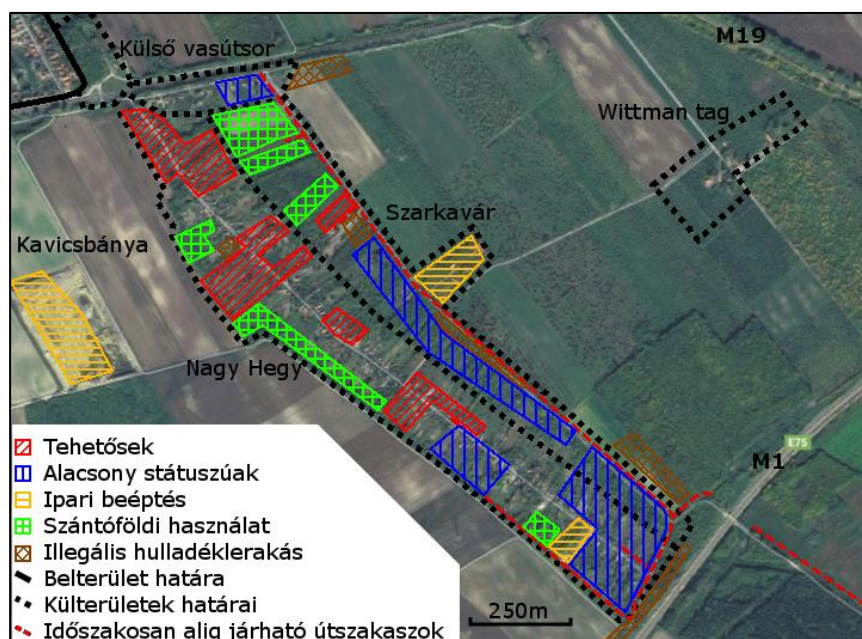 Külső vasútsor
M19
Wittman tag
Szarkavár
Kavicsbánya
Nagy Hegy
E75
M1
Tehetősek
Alacsony státuszúak
Ipari beéptés
Szántóföldi használat
Illegális hulladéklerakás
Belterület határa
Külterületek határai
Időszakosan alig járható útszakaszok
250m